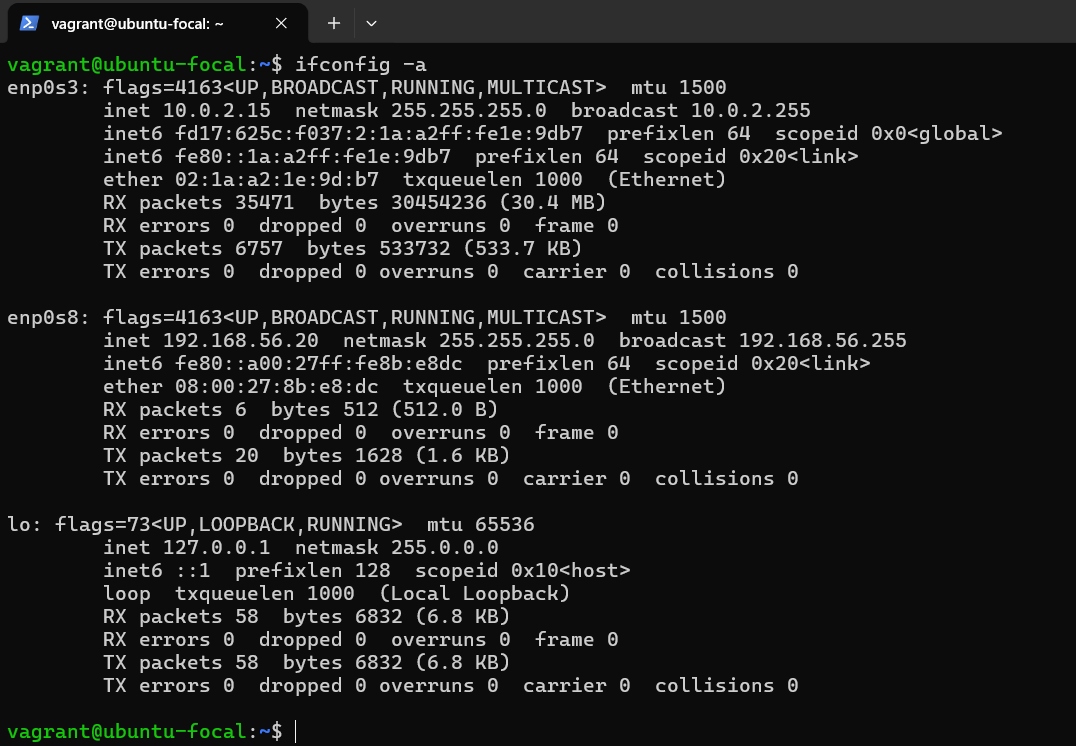 vagrant@ubuntu-focal: ~
vagrant@ubuntu-focal:~$ ifconfig -a
enp0s3: flags=4163<UP,BROADCAST,RUNNING,MULTICAST>  mtu 1500
        inet 10.0.2.15  netmask 255.255.255.0  broadcast 10.0.2.255
        inet6 fd17:625c:f037:2:1a:a2ff:fe1e:9db7  prefixlen 64  scopeid 0x0<global>
        inet6 fe80::1a:a2ff:fe1e:9db7  prefixlen 64  scopeid 0x20<link>
        ether 02:1a:a2:1e:9d:b7  txqueuelen 1000  (Ethernet)
        RX packets 35471  bytes 30454236 (30.4 MB)
        RX errors 0  dropped 0  overruns 0  frame 0
        TX packets 6757  bytes 533732 (533.7 KB)
        TX errors 0  dropped 0 overruns 0  carrier 0  collisions 0

enp0s8: flags=4163<UP,BROADCAST,RUNNING,MULTICAST>  mtu 1500
        inet 192.168.56.20  netmask 255.255.255.0  broadcast 192.168.56.255
        inet6 fe80::a00:27ff:fe8b:e8dc  prefixlen 64  scopeid 0x20<link>
        ether 08:00:27:8b:e8:dc  txqueuelen 1000  (Ethernet)
        RX packets 6  bytes 512 (512.0 B)
        RX errors 0  dropped 0  overruns 0  frame 0
        TX packets 20  bytes 1628 (1.6 KB)
        TX errors 0  dropped 0 overruns 0  carrier 0  collisions 0

lo: flags=73<UP,LOOPBACK,RUNNING>  mtu 65536
        inet 127.0.0.1  netmask 255.0.0.0
        inet6 ::1  prefixlen 128  scopeid 0x10<host>
        loop  txqueuelen 1000  (Local Loopback)
        RX packets 58  bytes 6832 (6.8 KB)
        RX errors 0  dropped 0  overruns 0  frame 0
        TX packets 58  bytes 6832 (6.8 KB)
        TX errors 0  dropped 0 overruns 0  carrier 0  collisions 0

vagrant@ubuntu-focal:~$